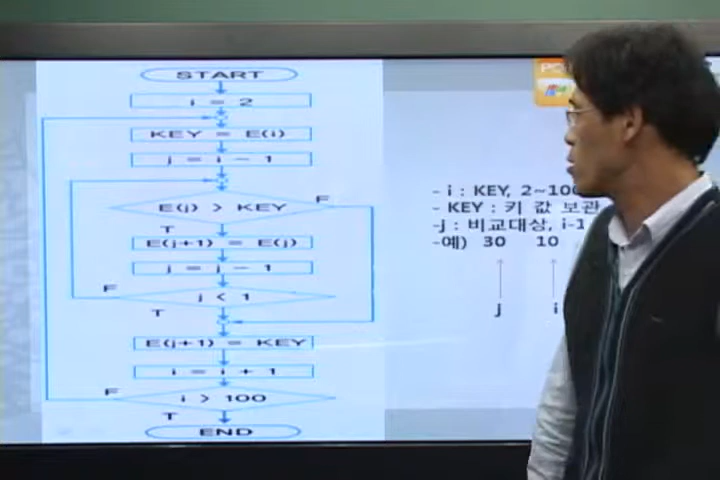 START
i = 2
KEY = E(i)
j = i - 1
E(j) > KEY
F
T
E(j+1) = E(j)
j = j - 1
F
j < 1
T
E(j+1) = KEY
i = i + 1
F
i > 100
T
END
- i : KEY, 2~100
- KEY : 키 값 보관
-j : 비교대상, i-1
-예) 30 10
j i